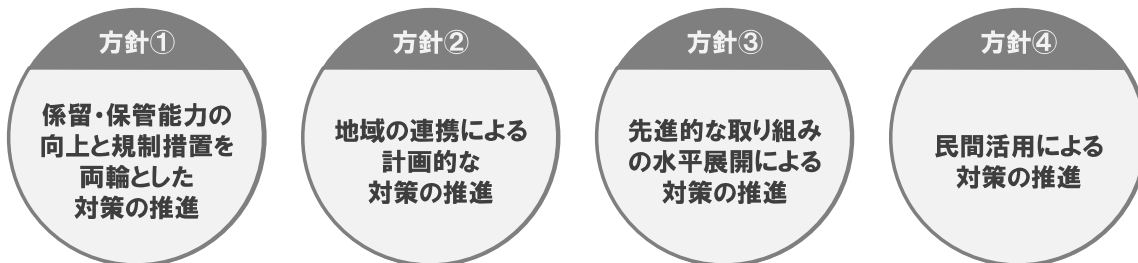 方針①
係留・保管能力の
向上と規制措置を
両輪とした
対策の推進
方針②
地域の連携による
計画的な
対策の推進
方針③
先進的な取り組み
の水平展開による
対策の推進
方針④
民間活用による
対策の推進